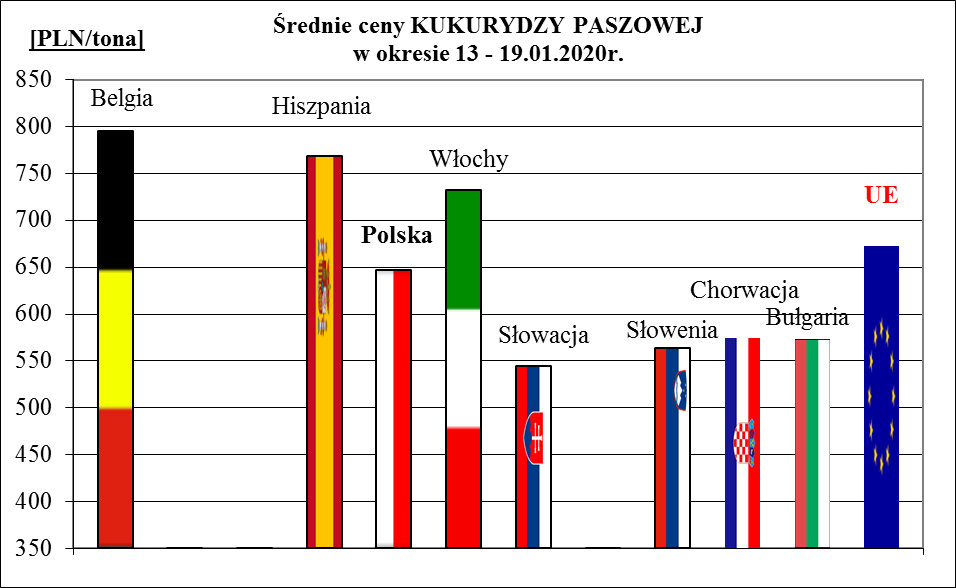 Średnie ceny KUKURYDZY PASZOWEJ
w okresie 13 - 19.01.2020r.
[PLN/tona]
850
800
750
700
650
600
550
500
450
400
350
Belgia
Hiszpania
Polska
Włochy
Słowacja
Słowenia
Chorwacja
Bułgaria
UE